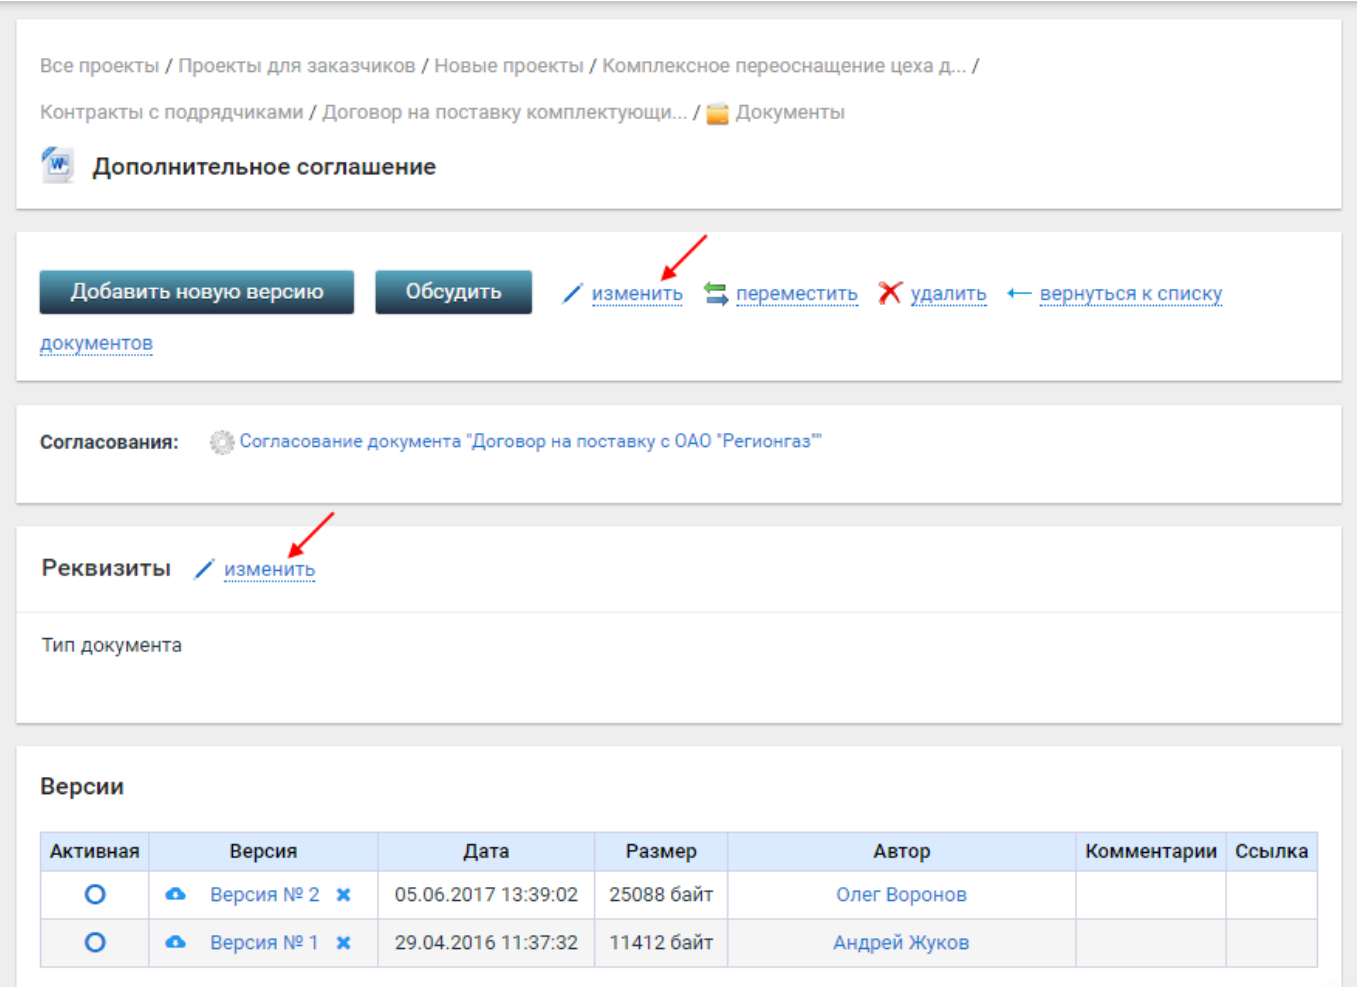 Все проекты / Проекты для заказчиков / Новые проекты / Комплексное переоснащение цеха д... /
Контракты с подрядчиками / Договор на поставку комплектующи... / Документы
Дополнительное соглашение
Добавить новую версию Обсудить изменить переместить удалить вернуться к списку
документов
Согласования: Согласование документа "Договор на поставку с ОАО "Регионгаз""
Реквизиты изменить
Тип документа
Версии
Активная Версия Дата Размер Автор Комментарии Ссылка
Версия № 2 05.06.2017 13:39:02 25088 байт Олег Воронов
Версия № 1 29.04.2016 11:37:32 11412 байт Андрей Жуков